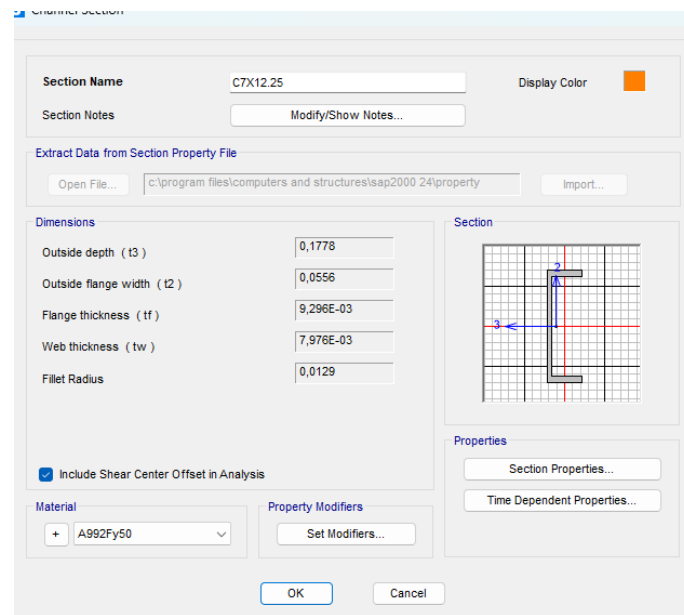 Channel Section
Section Name
C7X12.25
Display Color
Section Notes
Modify/Show Notes...
Extract Data from Section Property File
Open File...
c:\program files\computers and structures\sap2000 24\property
Import...
Dimensions
Outside depth ( t3 )
0,1778
Outside flange width ( t2 )
0,0556
Flange thickness ( tf )
9,296E-03
Web thickness ( tw )
7,976E-03
Fillet Radius
0,0129
Include Shear Center Offset in Analysis
Section
2
3
Properties
Section Properties...
Time Dependent Properties...
Material
+
A992Fy50
Property Modifiers
Set Modifiers...
OK
Cancel